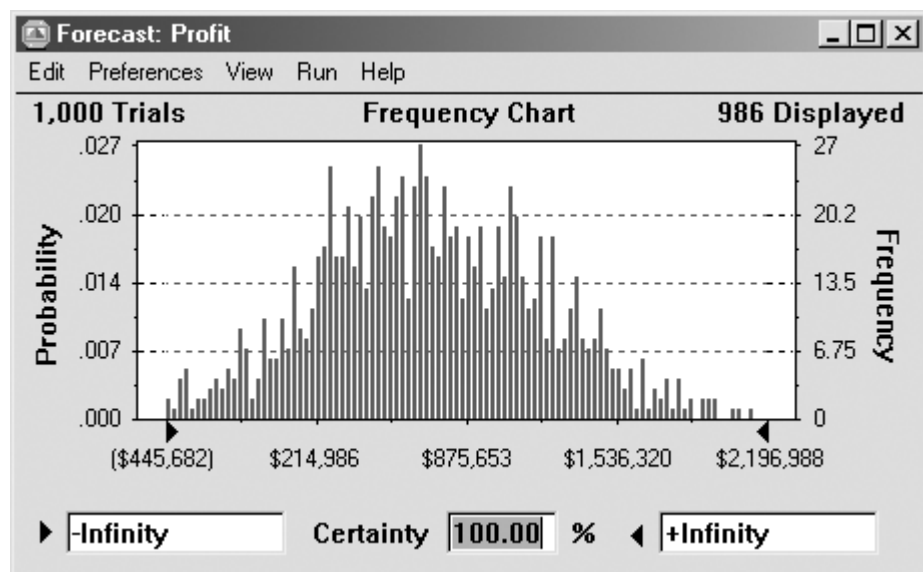 Forecast: Profit
Edit Preferences View Run Help
1,000 Trials Frequency Chart 986 Displayed
Probability
.027
.020
.014
.007
.000
27
20.2
13.5
6.75
0
Frequency
($445,682) $214,986 $875,653 $1,536,320 $2,196,988
-Infinity Certainty 100.00 % +Infinity